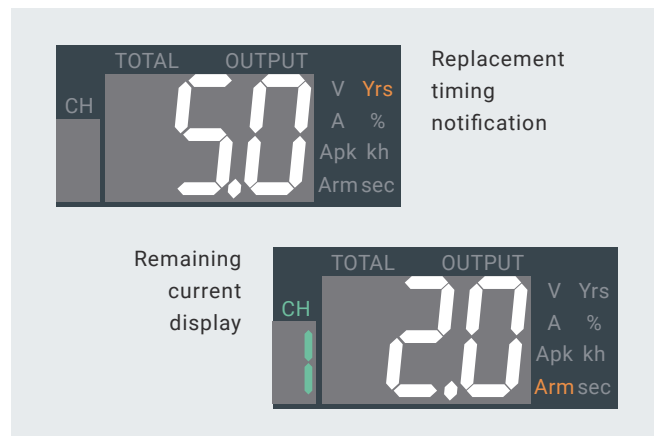 TOTAL OUTPUT
CH
5.0
V Yrs
A %
Apk kh
Arm sec
Replacement
timing
notification
Remaining
current
display
TOTAL OUTPUT
CH
1
2.0
V Yrs
A %
Apk kh
Arm sec